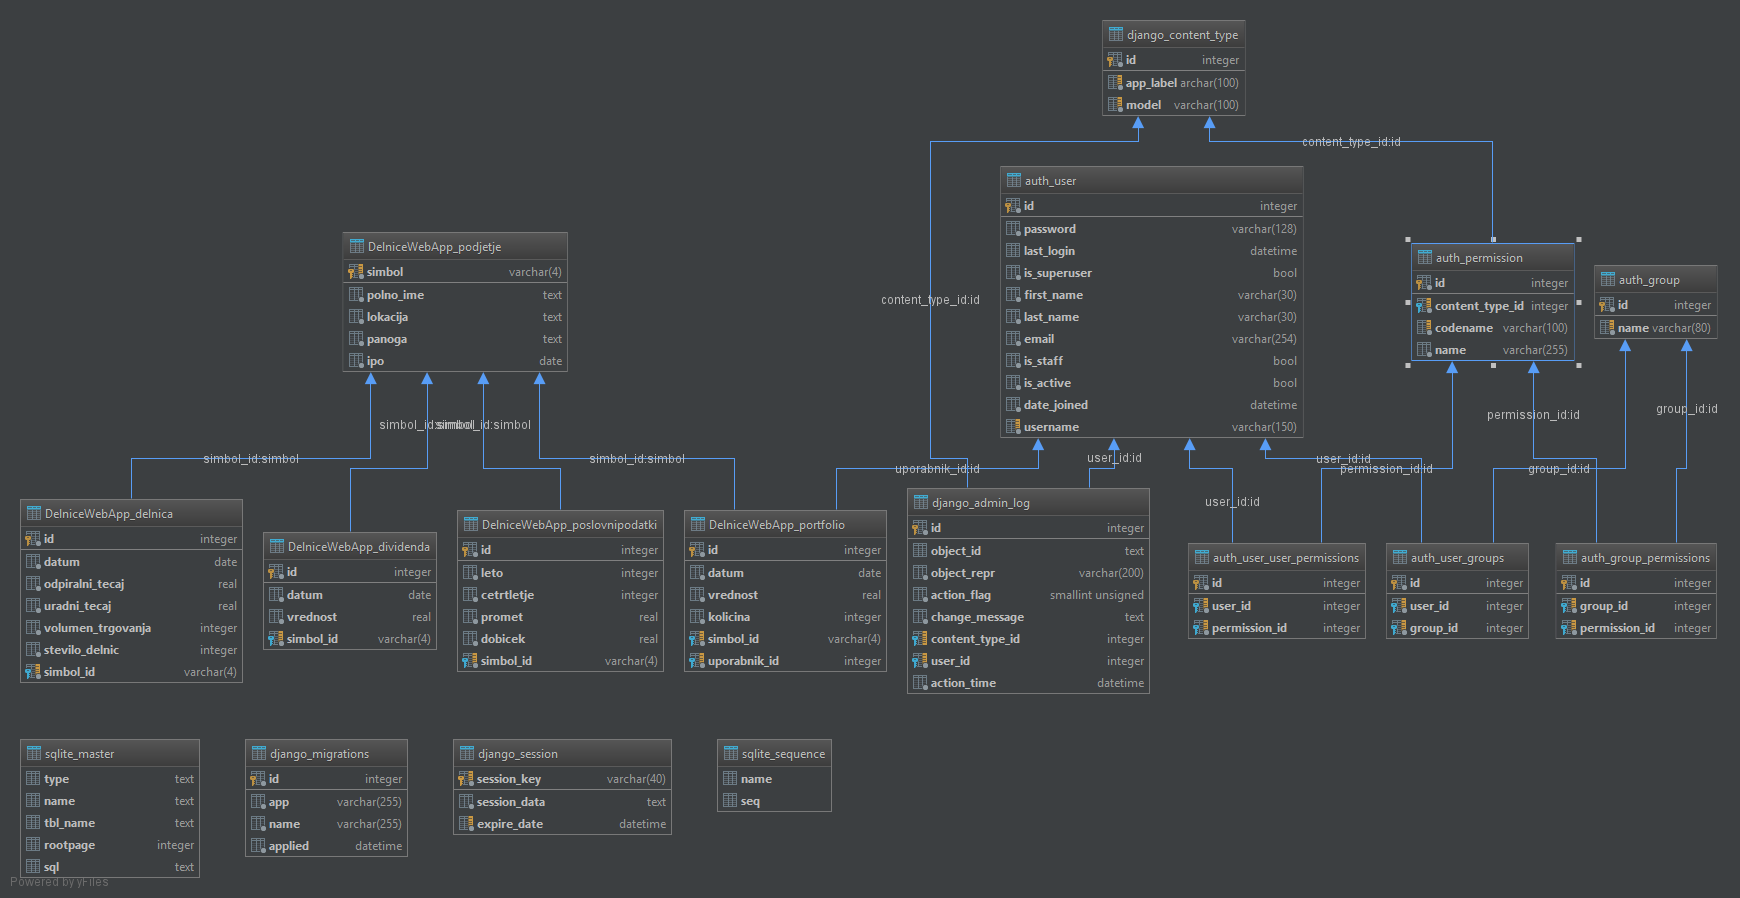 django_content_type
id integer
app_label archar(100)
model varchar(100)
content_type_id:id
content_type_id:id
auth_user
id integer
password varchar(128)
last_login datetime
is_superuser bool
first_name varchar(30)
last_name varchar(30)
email varchar(254)
is_staff bool
is_active bool
date_joined datetime
username varchar(150)
DelniceWebApp_podjetje
simbol varchar(4)
polno_ime text
lokacija text
panoga text
ipo date
auth_permission
id integer
content_type_id integer
codename varchar(100)
name varchar(255)
auth_group
id integer
name varchar(80)
simbol_id:simbol
simbol_id:simbol
simbol_id:simbol
simbol_id:simbol
uporabnik_id:id
user_id:id
user_id:id
user_id:id
permission_id:id
permission_id:id
group_id:id
group_id:id
DelniceWebApp_delnica
id integer
datum date
odpiralni_tecaj real
uradni_tecaj real
volumen_trgovanja integer
stevilo_delnic integer
simbol_id varchar(4)
DelniceWebApp_dividenda
id integer
datum date
vrednost real
simbol_id varchar(4)
DelniceWebApp_poslovnipodatki
id integer
leto integer
cetrtletje integer
promet real
dobicek real
simbol_id varchar(4)
DelniceWebApp_portfolio
id integer
datum date
vrednost real
kolicina integer
simbol_id varchar(4)
uporabnik_id integer
django_admin_log
id integer
object_id text
object_repr varchar(200)
action_flag smallint unsigned
change_message text
content_type_id integer
user_id integer
action_time datetime
auth_user_user_permissions
id integer
user_id integer
permission_id integer
auth_user_groups
id integer
user_id integer
group_id integer
auth_group_permissions
id integer
group_id integer
permission_id integer
sqlite_master
type text
name text
tbl_name text
rootpage integer
sql text
django_migrations
id integer
app varchar(255)
name varchar(255)
applied datetime
django_session
session_key varchar(40)
session_data text
expire_date datetime
sqlite_sequence
name
seq
Powered by yFiles